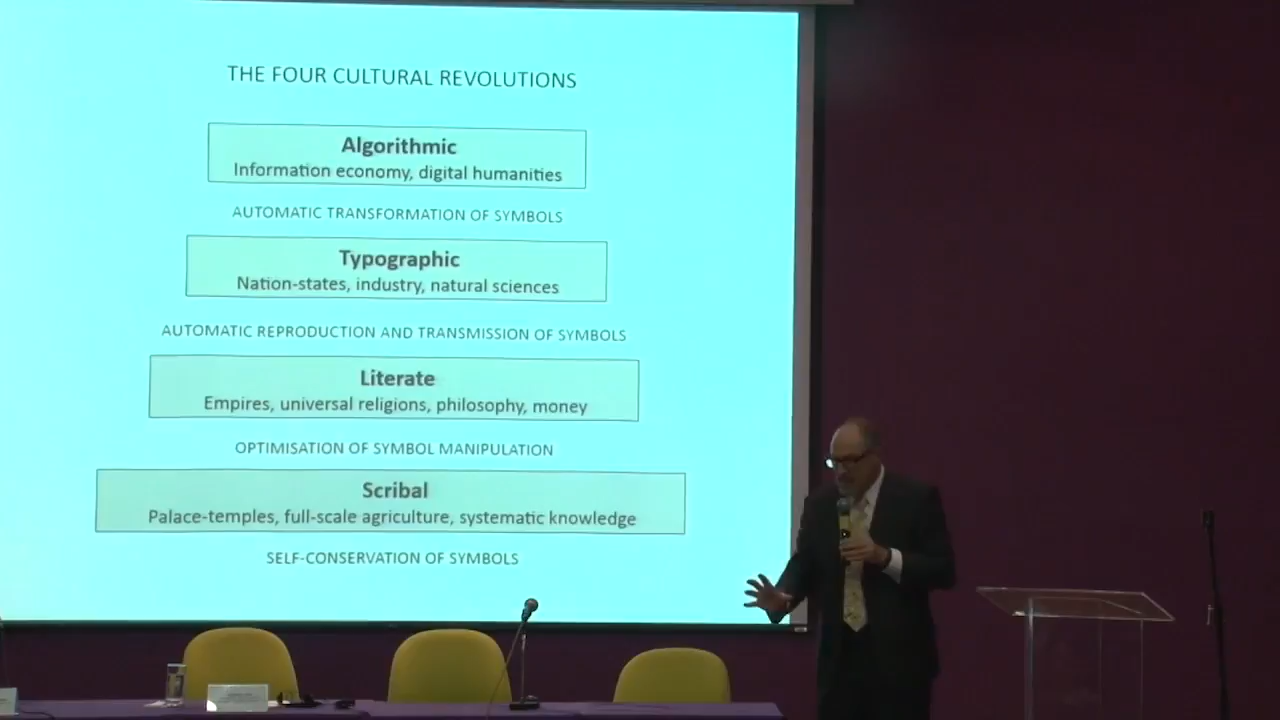 THE FOUR CULTURAL REVOLUTIONS
Algorithmic
Information economy, digital humanities
AUTOMATIC TRANSFORMATION OF SYMBOLS
Typographic
Nation-states, industry, natural sciences
AUTOMATIC REPRODUCTION AND TRANSMISSION OF SYMBOLS
Literate
Empires, universal religions, philosophy, money
OPTIMISATION OF SYMBOL MANIPULATION
Scribal
Palace-temples, full-scale agriculture, systematic knowledge
SELF-CONSERVATION OF SYMBOLS